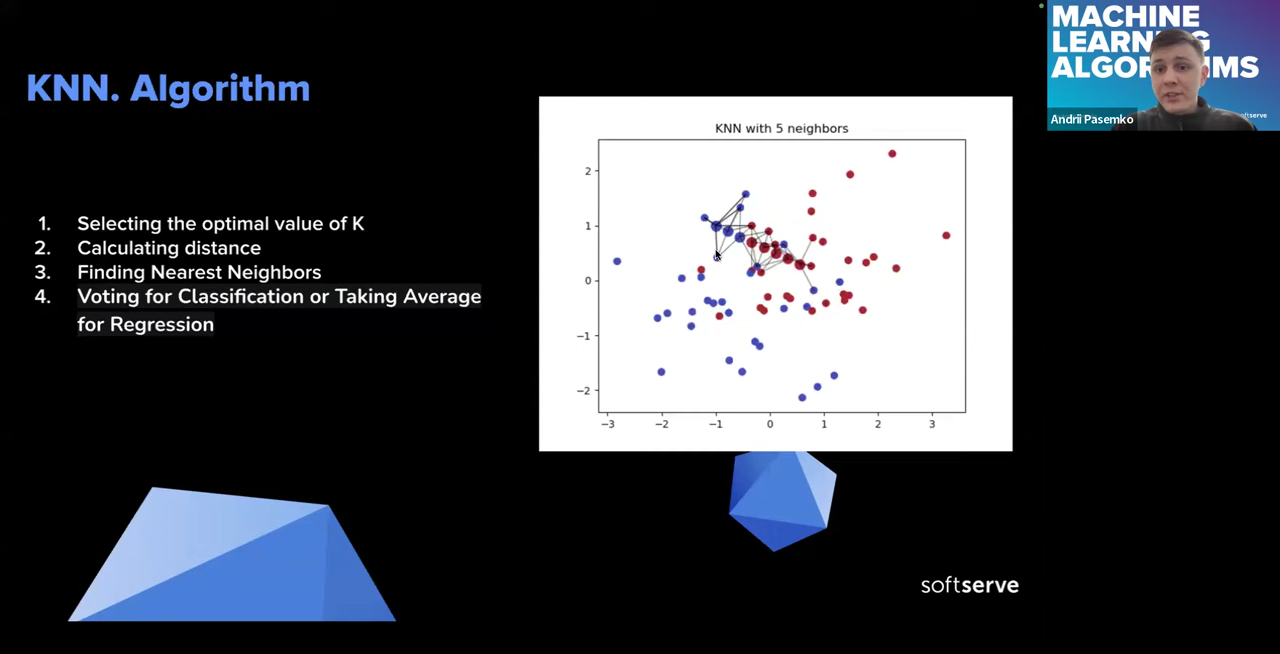 KNN. Algorithm
1. Selecting the optimal value of K
2. Calculating distance
3. Finding Nearest Neighbors
4. Voting for Classification or Taking Average
for Regression
KNN with 5 neighbors
2
1
0
−1
−2
−3 −2 −1 0 1 2 3
softserve
MACHINE
LEARNING
Andrii Pasemko